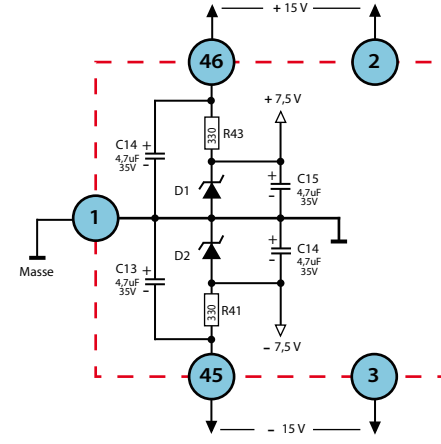 + 15 V
46
2
+ 7,5 V
330
R43
C14
+
4,7uF
35V
-
D1
+
C15
4,7uF
35V
-
1
Masse
D2
+
C14
4,7uF
35V
-
C13
+
4,7uF
35V
-
330
R41
- 7,5 V
45
3
- 15 V